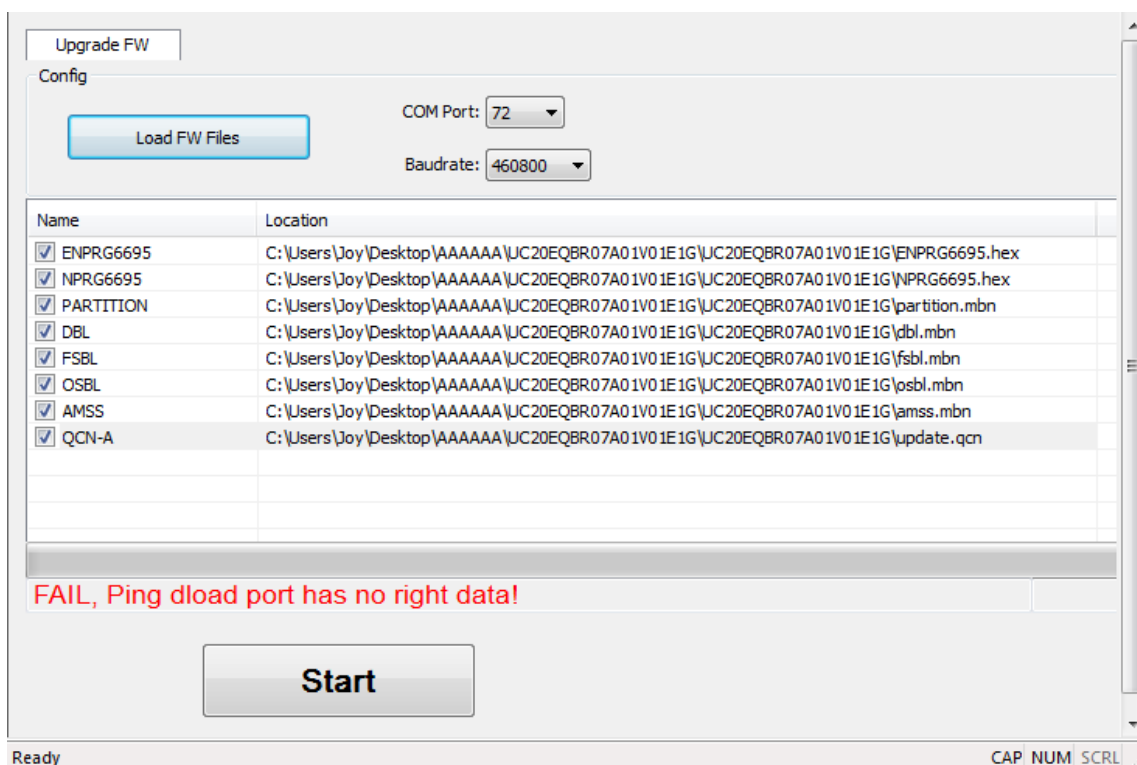 Upgrade FW
Config
Load FW Files
COM Port: 72
Baudrate: 460800
Name Location
ENPRG6695 C:\Users\Joy\Desktop\AAAAAA\UC20EQBR07A01V01E1G\UC20EQBR07A01V01E1G\ENPRG6695.hex
NPRG6695 C:\Users\Joy\Desktop\AAAAAA\UC20EQBR07A01V01E1G\UC20EQBR07A01V01E1G\NPRG6695.hex
PARTITION C:\Users\Joy\Desktop\AAAAAA\UC20EQBR07A01V01E1G\UC20EQBR07A01V01E1G\partition.mbn
DBL C:\Users\Joy\Desktop\AAAAAA\UC20EQBR07A01V01E1G\UC20EQBR07A01V01E1G\dbl.mbn
FSBL C:\Users\Joy\Desktop\AAAAAA\UC20EQBR07A01V01E1G\UC20EQBR07A01V01E1G\fsbl.mbn
OSBL C:\Users\Joy\Desktop\AAAAAA\UC20EQBR07A01V01E1G\UC20EQBR07A01V01E1G\osbl.mbn
AMSS C:\Users\Joy\Desktop\AAAAAA\UC20EQBR07A01V01E1G\UC20EQBR07A01V01E1G\amss.mbn
QCN-A C:\Users\Joy\Desktop\AAAAAA\UC20EQBR07A01V01E1G\UC20EQBR07A01V01E1G\update.qcn
FAIL, Ping dload port has no right data!
Start
Ready CAP NUM SCRL